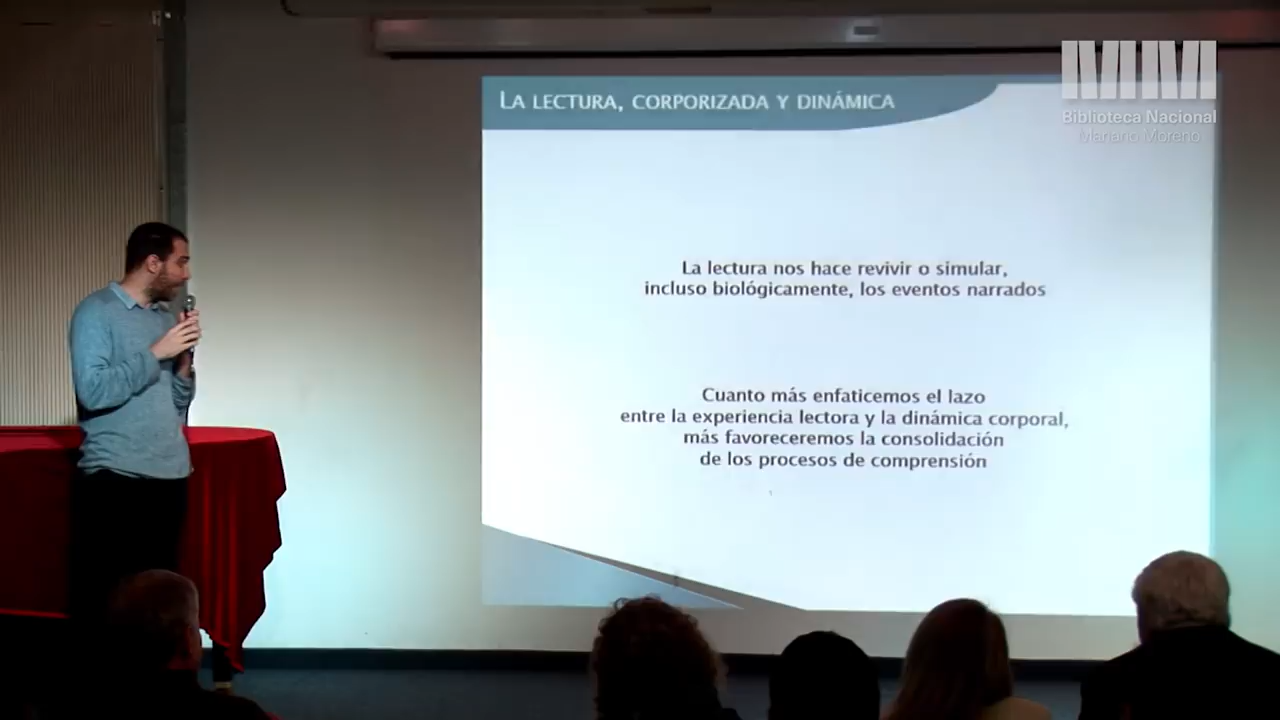 LA LECTURA, CORPORIZADA Y DINÁMICA
Biblioteca Nacional
Mariano Moreno
La lectura nos hace revivir o simular,
incluso biológicamente, los eventos narrados
Cuanto más enfaticemos el lazo
entre la experiencia lectora y la dinámica corporal,
más favoreceremos la consolidación
de los procesos de comprensión